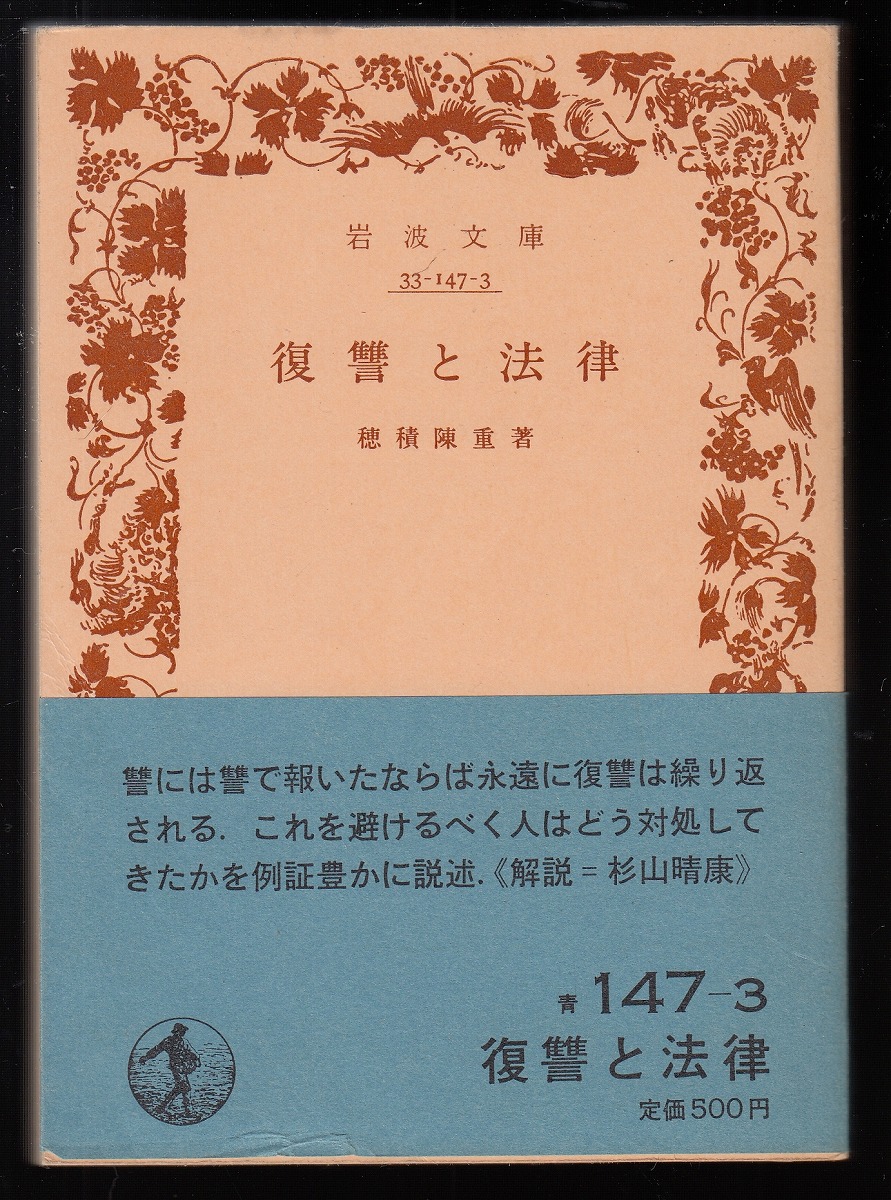 岩波文庫
33-147-3
復讐と法律
穂積陳重著
讐には讐で報いたならば永遠に復讐は繰り返
される．これを避けるべく人はどう対処して
きたかを例証豊かに説述.《解説＝杉山晴康》
青 147-3
復讐と法律
定価500円